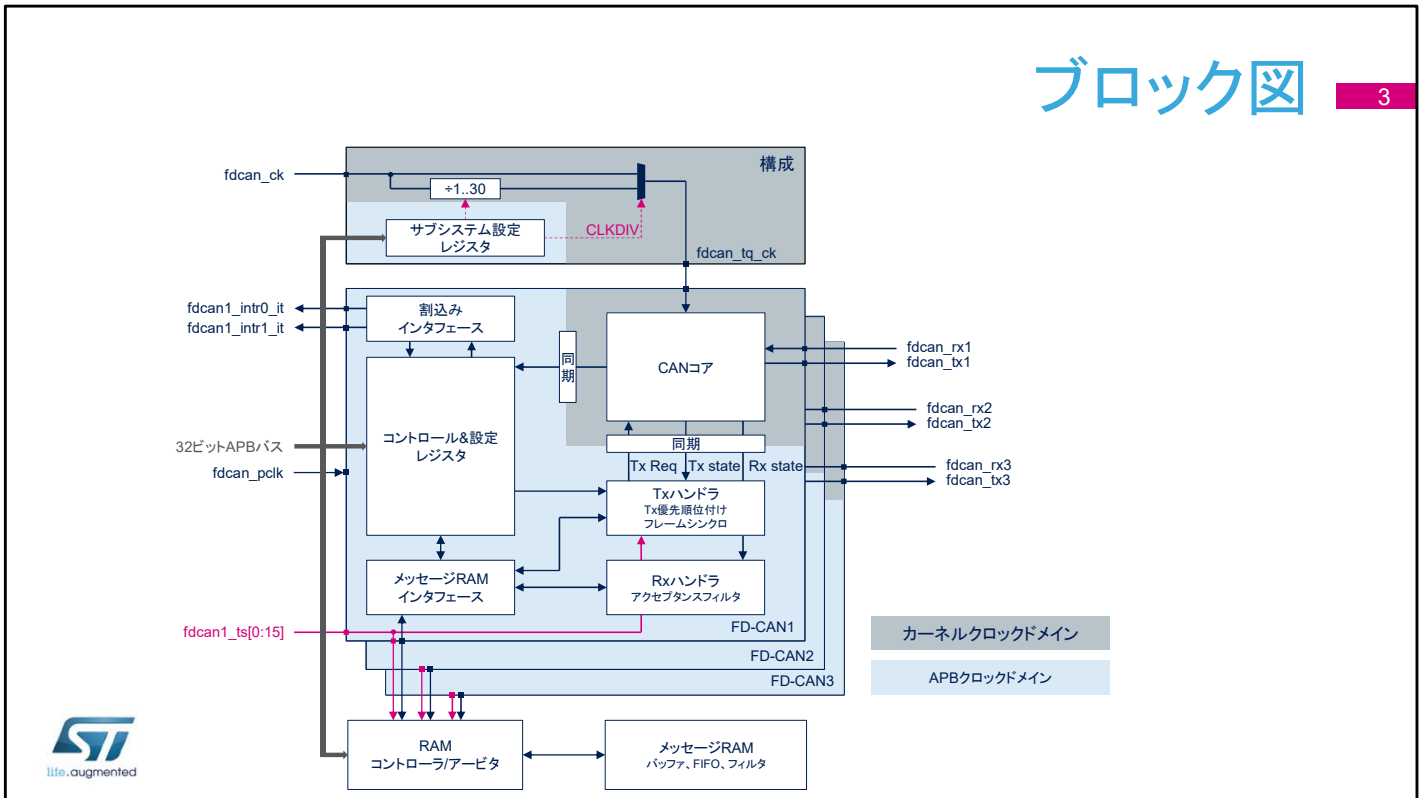 ブロック図
3
構成
fdcan_ck
÷1..30
サブシステム設定
レジスタ
CLKDIV
fdcan_tq_ck
fdcan1_intr0_it
fdcan1_intr1_it
割込み
インタフェース
同期
CANコア
fdcan_rx1
fdcan_tx1
fdcan_rx2
fdcan_tx2
コントロール&設定
レジスタ
32ビットAPBバス
fdcan_pclk
同期
Tx Req
Tx state
Rx state
fdcan_rx3
fdcan_tx3
Txハンドラ
Tx優先順位付け
フレームシンクロ
メッセージRAM
インタフェース
Rxハンドラ
アクセプタンスフィルタ
fdcan1_ts[0:15]
FD-CAN1
FD-CAN2
FD-CAN3
カーネルクロックドメイン
APBクロックドメイン
RAM
コントローラ/アービタ
メッセージRAM
バッファ、FIFO、フィルタ
ST
life.augmented